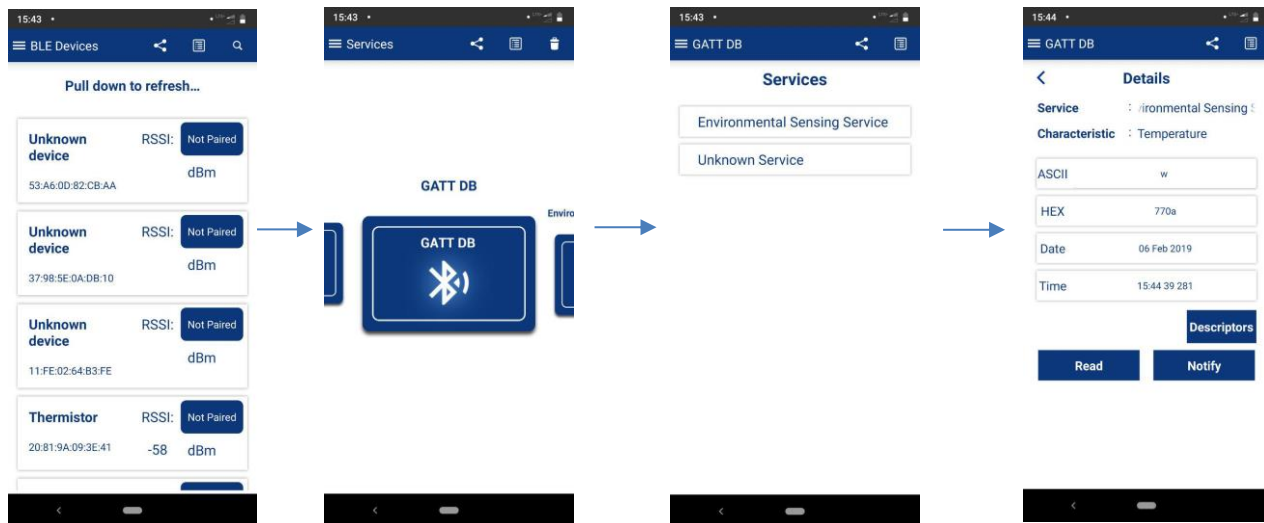 15:43
BLE Devices
Pull down to refresh...
Unknown device
RSSI:
Not Paired
dBm
53:A6:0D:82:CB:AA
Unknown device
RSSI:
Not Paired
dBm
37:98:5E:0A:DB:10
Unknown device
RSSI:
Not Paired
dBm
11:FE:02:64:B3:FE
Thermistor
RSSI:
Not Paired
20:81:9A:09:3E:41
-58 dBm
15:43
Services
GATT DB
Enviro
GATT DB
15:43
GATT DB
Services
Environmental Sensing Service
Unknown Service
15:44
GATT DB
Details
Service : ironmental Sensing
Characteristic : Temperature
ASCII w
HEX 770a
Date 06 Feb 2019
Time 15:44 39 281
Descriptors
Read Notify